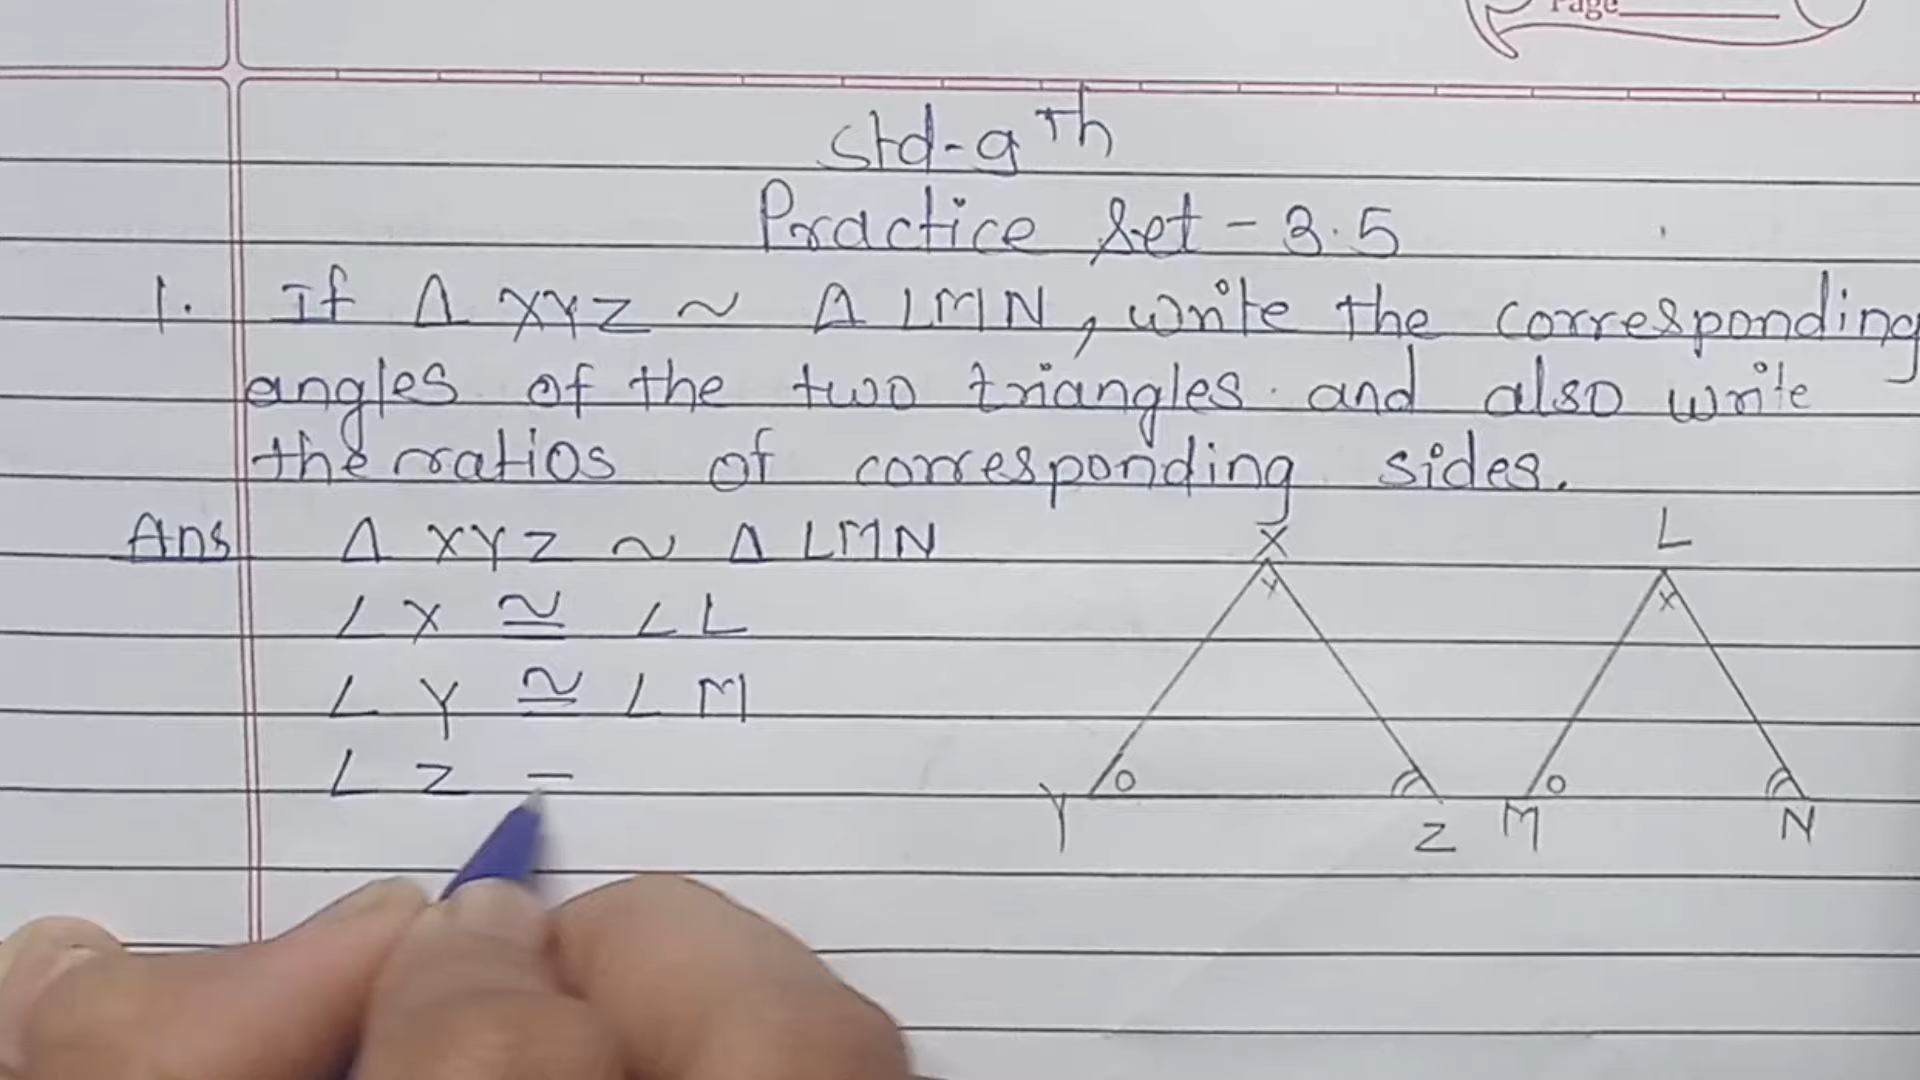 Page
Std-9th
Practice Set - 3.5
1. If Δ XYZ ~ Δ LMN, write the corresponding
angles of the two triangles and also write
the ratios of corresponding sides.
Ans Δ XYZ ~ Δ LMN
∠ X ≅ ∠ L
∠ Y ≅ ∠ M
∠ Z –
X
x
Y
Z
L
x
M
N